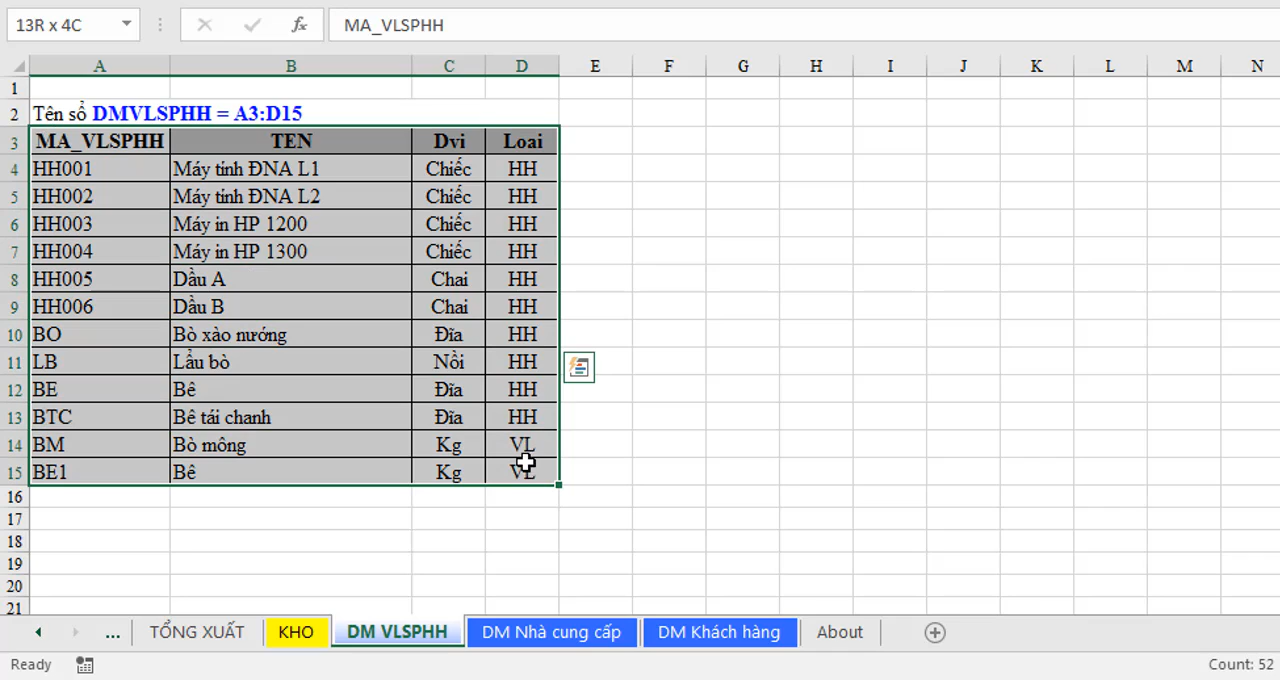 13R x 4C fx MA_VLSPHH
A B C D E F G H I J K L M N
1
2 Tên sổ DMVLSPHH = A3:D15
3 MA_VLSPHH TEN Dvi Loai
4 HH001 Máy tính ĐNA L1 Chiếc HH
5 HH002 Máy tính ĐNA L2 Chiếc HH
6 HH003 Máy in HP 1200 Chiếc HH
7 HH004 Máy in HP 1300 Chiếc HH
8 HH005 Dầu A Chai HH
9 HH006 Dầu B Chai HH
10 BO Bò xào nướng Đĩa HH
11 LB Lẩu bò Nồi HH
12 BE Bê Đĩa HH
13 BTC Bê tái chanh Đĩa HH
14 BM Bò mông Kg VL
15 BE1 Bê Kg VL
16
17
18
19
20
21
... TỔNG XUẤT KHO DM VLSPHH DM Nhà cung cấp DM Khách hàng About
Ready Count: 52